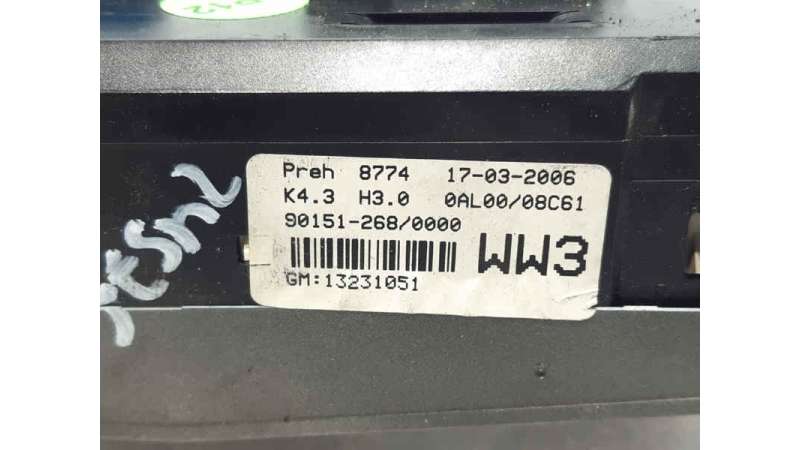 Preh 8774 17-03-2006
K4.3 H3.0 0AL00/08C61
90151-268/0000
WW3
GM:13231051